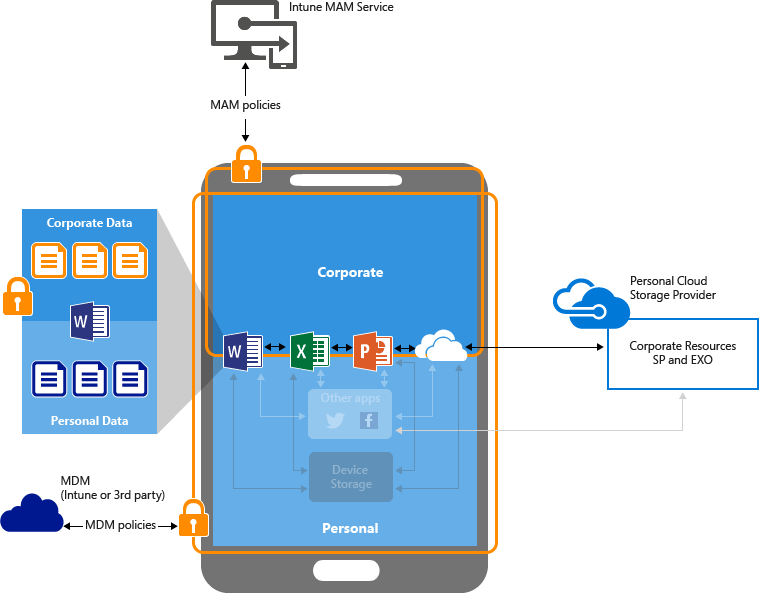 Intune MAM Service
MAM policies
Corporate Data
Corporate
Personal Cloud
Storage Provider
Corporate Resources
SP and EXO
W
W
X
P
Other apps
f
Personal Data
Device
Storage
MDM
(Intune or 3rd party)
MDM policies
Personal